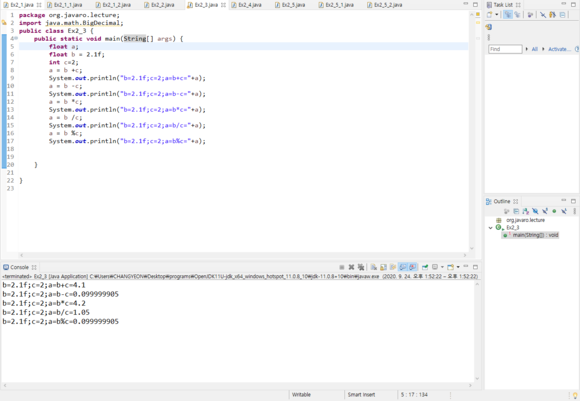 Ex2_1.java
Ex2_1_1.java
Ex2_1_2.java
Ex2_2.java
Ex2_3.java
Ex2_4.java
Ex2_5.java
Ex2_5_1.java
Ex2_5_2.java
1 package org.javaro.lecture;
2 import java.math.BigDecimal;
3 public class Ex2_3 {
4 public static void main(String[] args) {
5 float a;
6 float b = 2.1f;
7 int c=2;
8 a = b +c;
9 System.out.println("b=2.1f;c=2;a=b+c="+a);
10 a = b -c;
11 System.out.println("b=2.1f;c=2;a=b-c="+a);
12 a = b *c;
13 System.out.println("b=2.1f;c=2;a=b*c="+a);
14 a = b /c;
15 System.out.println("b=2.1f;c=2;a=b/c="+a);
16 a = b %c;
17 System.out.println("b=2.1f;c=2;a=b%c="+a);
18
19
20 }
21
22 }
23
Task List
Find
All
Activate...
Outline
org.javaro.lecture
Ex2_3
main(String[]) : void
Console
<terminated> Ex2_3 [Java Application] C:₩Users₩CHANGYEON₩Desktop₩programs₩OpenJDK11U-jdk_x64_windows_hotspot_11.0.8_10₩jdk-11.0.8+10₩bin₩javaw.exe (2020. 9. 24. 오후 1:52:22 – 오후 1:52:22)
b=2.1f;c=2;a=b+c=4.1
b=2.1f;c=2;a=b-c=0.099999905
b=2.1f;c=2;a=b*c=4.2
b=2.1f;c=2;a=b/c=1.05
b=2.1f;c=2;a=b%c=0.099999905
Writable
Smart Insert
5 : 17 : 134